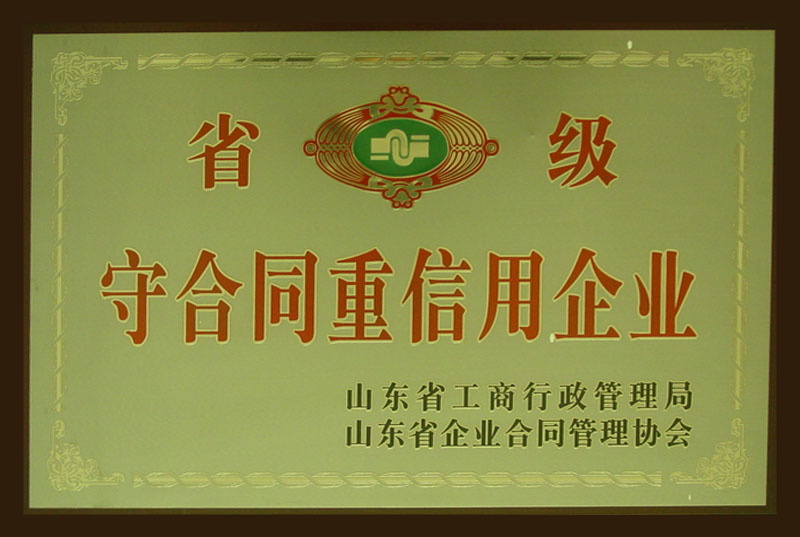 省 级
守合同重信用企业
山东省工商行政管理局
山东省企业合同管理协会